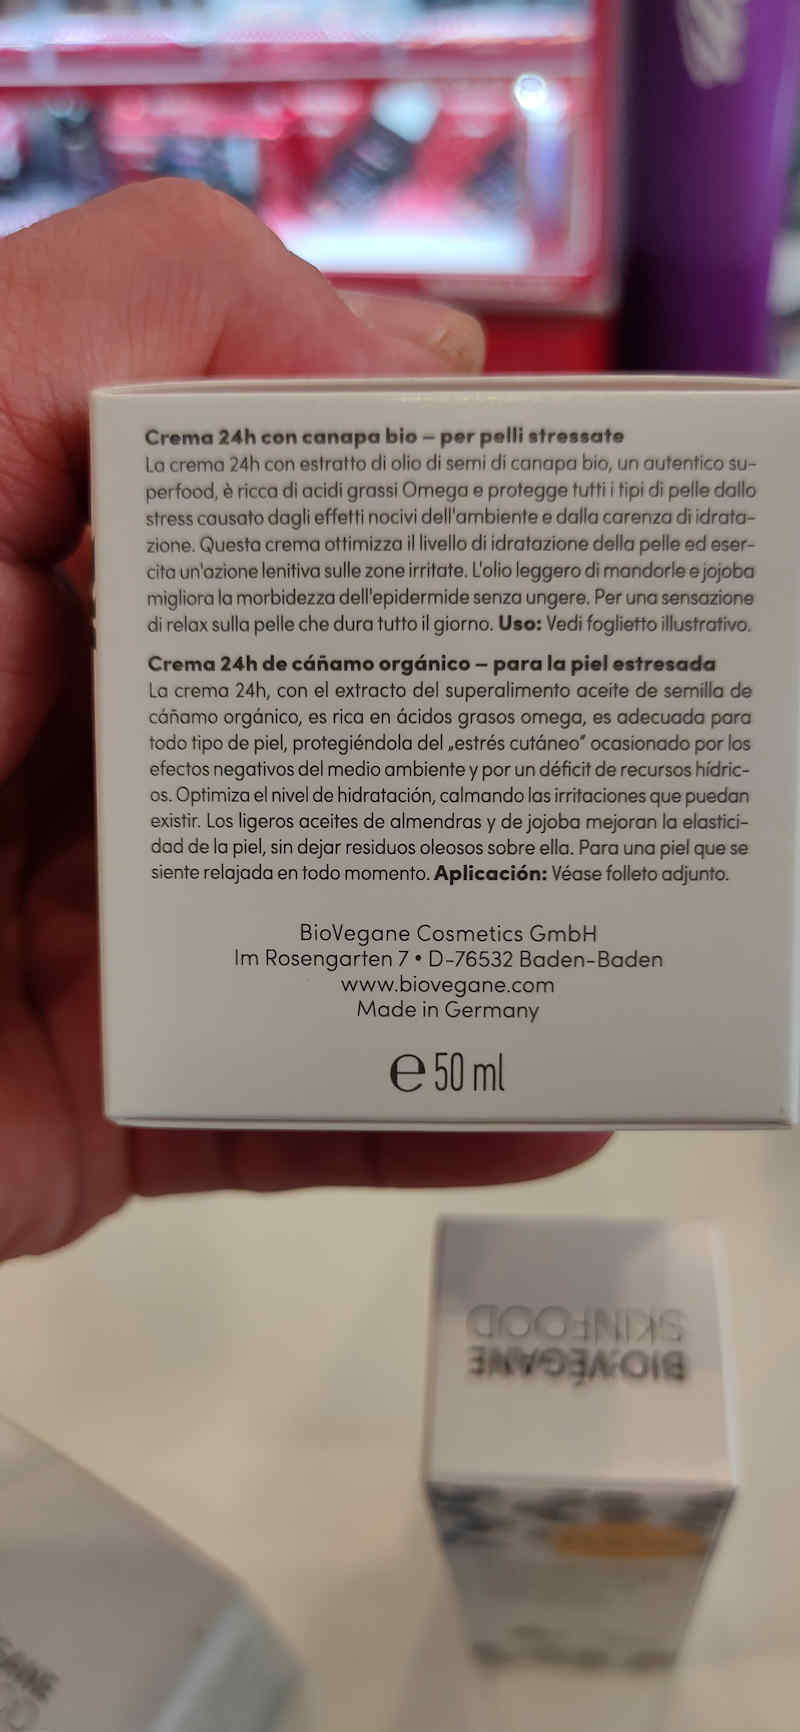 Crema 24h con canapa bio – per pelli stressate
La crema 24h con estratto di olio di semi di canapa bio, un autentico su-
perfood, è ricca di acidi grassi Omega e protegge tutti i tipi di pelle dallo
stress causato dagli effetti nocivi dell'ambiente e dalla carenza di idrata-
zione. Questa crema ottimizza il livello di idratazione della pelle ed eser-
cita un'azione lenitiva sulle zone irritate. L'olio leggero di mandorle e jojoba
migliora la morbidezza dell'epidermide senza ungere. Per una sensazione
di relax sulla pelle che dura tutto il giorno. Uso: Vedi foglietto illustrativo.
Crema 24h de cáñamo orgánico – para la piel estresada
La crema 24h, con el extracto del superalimento aceite de semilla de
cáñamo orgánico, es rica en ácidos grasos omega, es adecuada para
todo tipo de piel, protegiéndola del „estrés cutáneo“ ocasionado por los
efectos negativos del medio ambiente y por un déficit de recursos hídric-
os. Optimiza el nivel de hidratación, calmando las irritaciones que puedan
existir. Los ligeros aceites de almendras y de jojoba mejoran la elastici-
dad de la piel, sin dejar residuos oleosos sobre ella. Para una piel que se
siente relajada en todo momento. Aplicación: Véase folleto adjunto.
BioVegane Cosmetics GmbH
Im Rosengarten 7 • D-76532 Baden-Baden
www.biovegane.com
Made in Germany
℮ 50 ml
BIO:VÉGANE
SKINFOOD